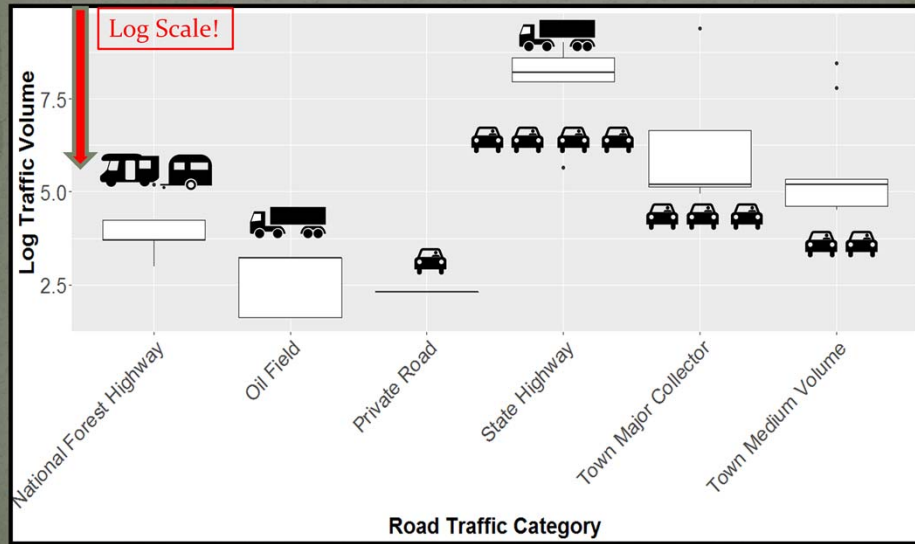 Log Scale!
Log Traffic Volume
7.5
5.0
2.5
National Forest Highway
Oil Field
Private Road
State Highway
Town Major Collector
Town Medium Volume
Road Traffic Category